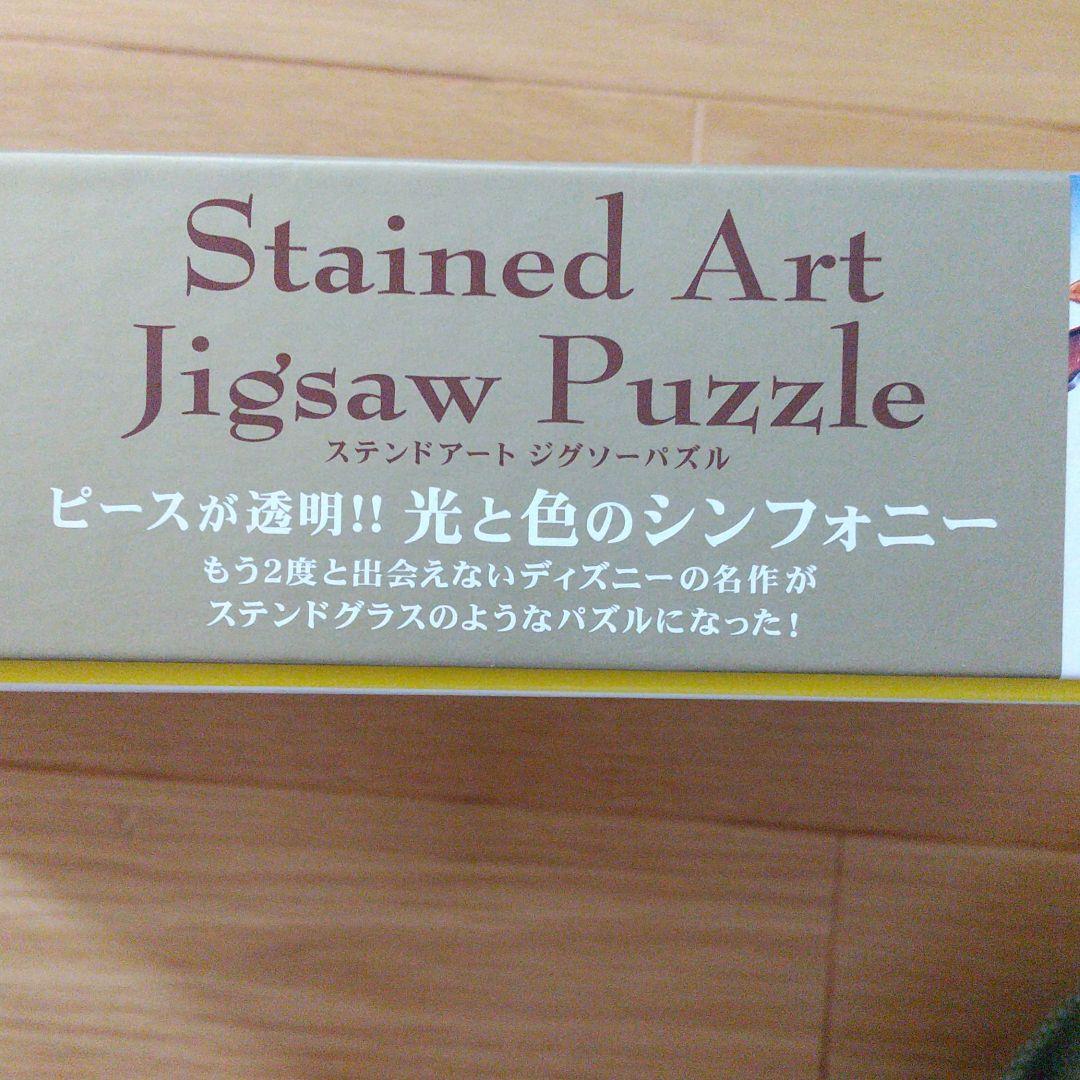 Stained Art
Jigsaw Puzzle
ステンドアート ジグソーパズル
ピースが透明!! 光と色のシンフォニー
もう2度と出会えないディズニーの名作が
ステンドグラスのようなパズルになった!